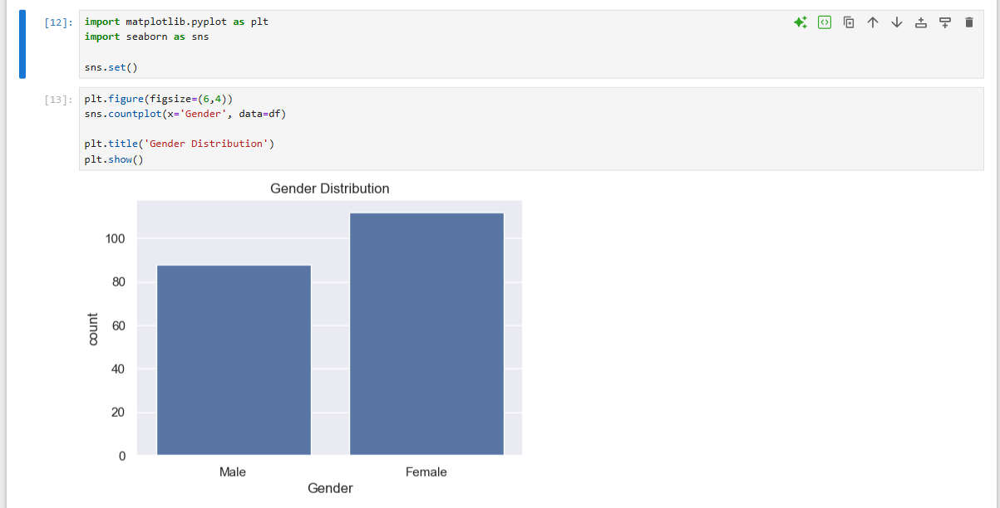 [12]:
import matplotlib.pyplot as plt
import seaborn as sns
sns.set()
[13]:
plt.figure(figsize=(6,4))
sns.countplot(x='Gender', data=df)
plt.title('Gender Distribution')
plt.show()
Gender Distribution
100
80
60
40
20
0
count
Male Female
Gender